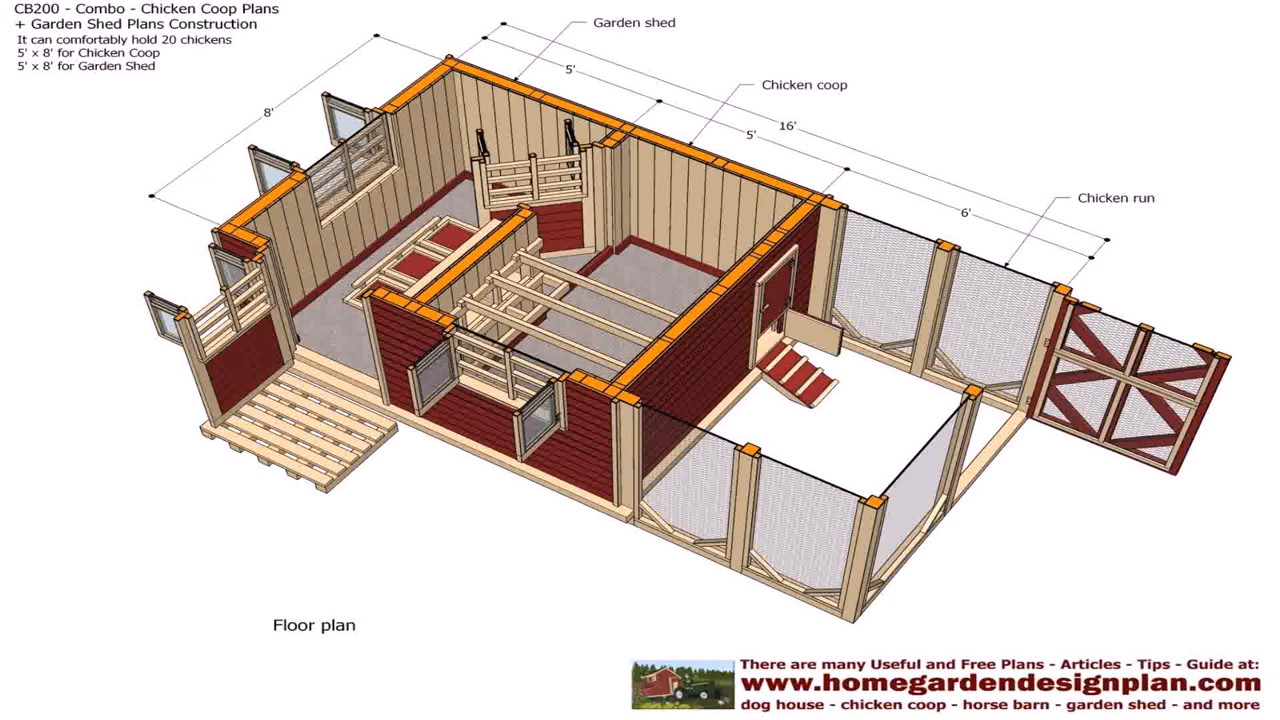 CB200 - Combo - Chicken Coop Plans
+ Garden Shed Plans Construction
It can comfortably hold 20 chickens
5' x 8' for Chicken Coop
5' x 8' for Garden Shed
Garden shed
Chicken coop
Chicken run
8'
5'
5'
16'
6'
Floor plan
There are many Useful and Free Plans - Articles - Tips - Guide at:
www.homegardendesignplan.com
dog house - chicken coop - horse barn - garden shed - and more